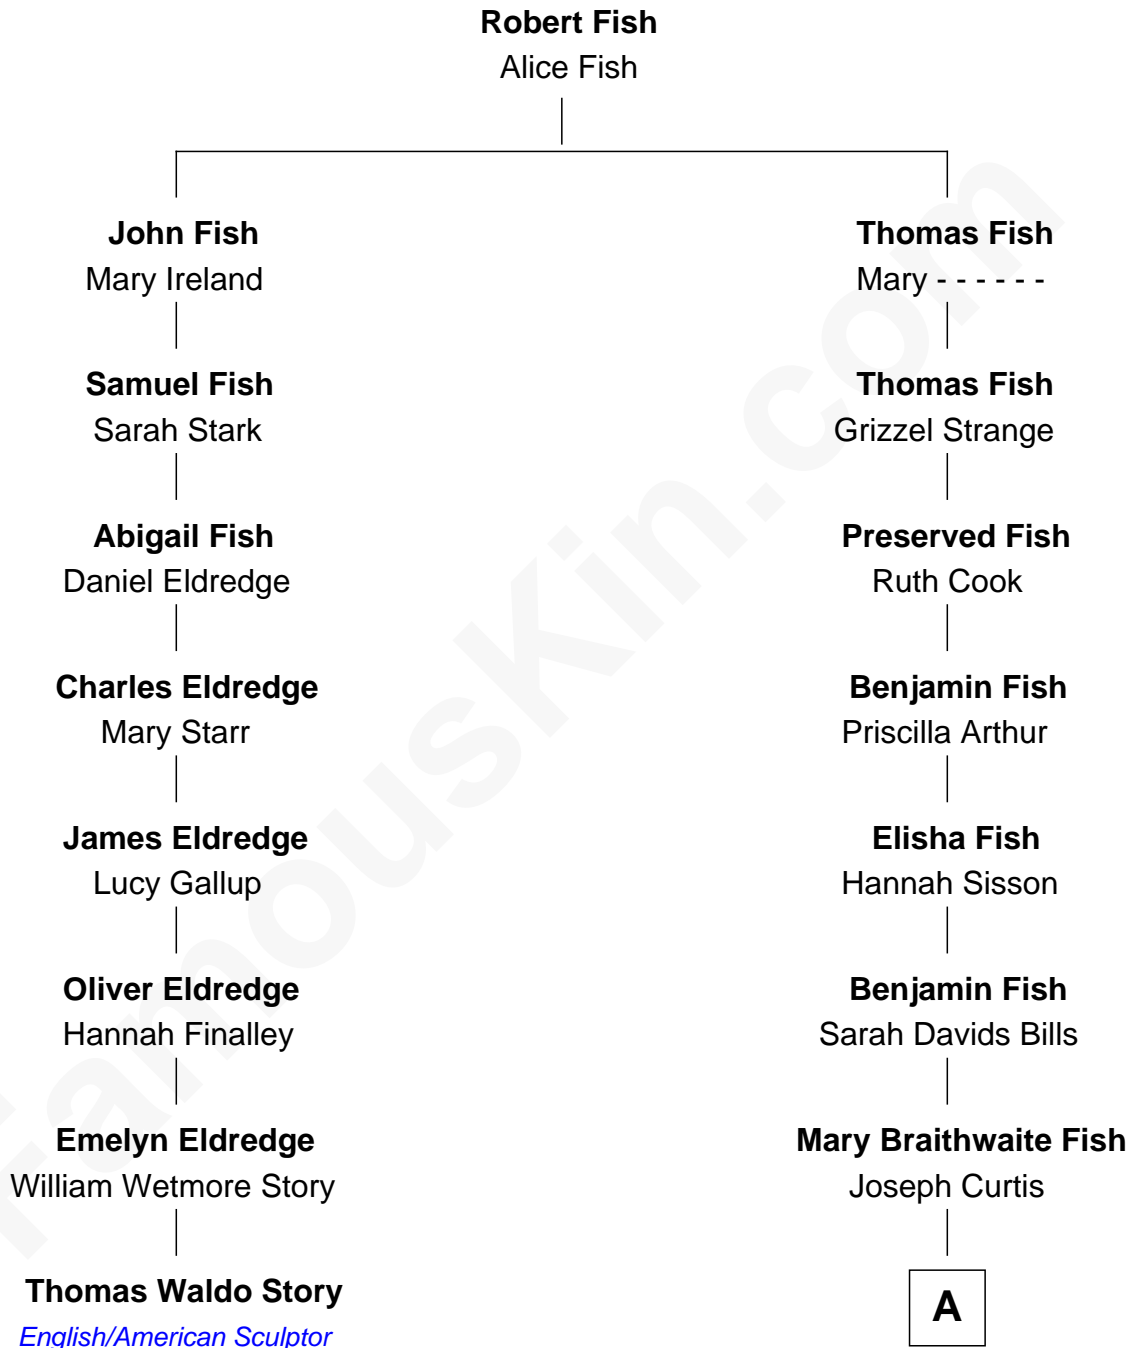 Robert Fish
Alice Fish
John Fish
Mary Ireland
Thomas Fish
Mary - - - - - -
Samuel Fish
Sarah Stark
Thomas Fish
Grizzel Strange
Abigail Fish
Daniel Eldredge
Preserved Fish
Ruth Cook
Charles Eldredge
Mary Starr
Benjamin Fish
Priscilla Arthur
James Eldredge
Lucy Gallup
Elisha Fish
Hannah Sisson
Oliver Eldredge
Hannah Finalley
Benjamin Fish
Sarah Davids Bills
Emelyn Eldredge
William Wetmore Story
Mary Braithwaite Fish
Joseph Curtis
Thomas Waldo Story
English/American Sculptor
A
FamousKin.com